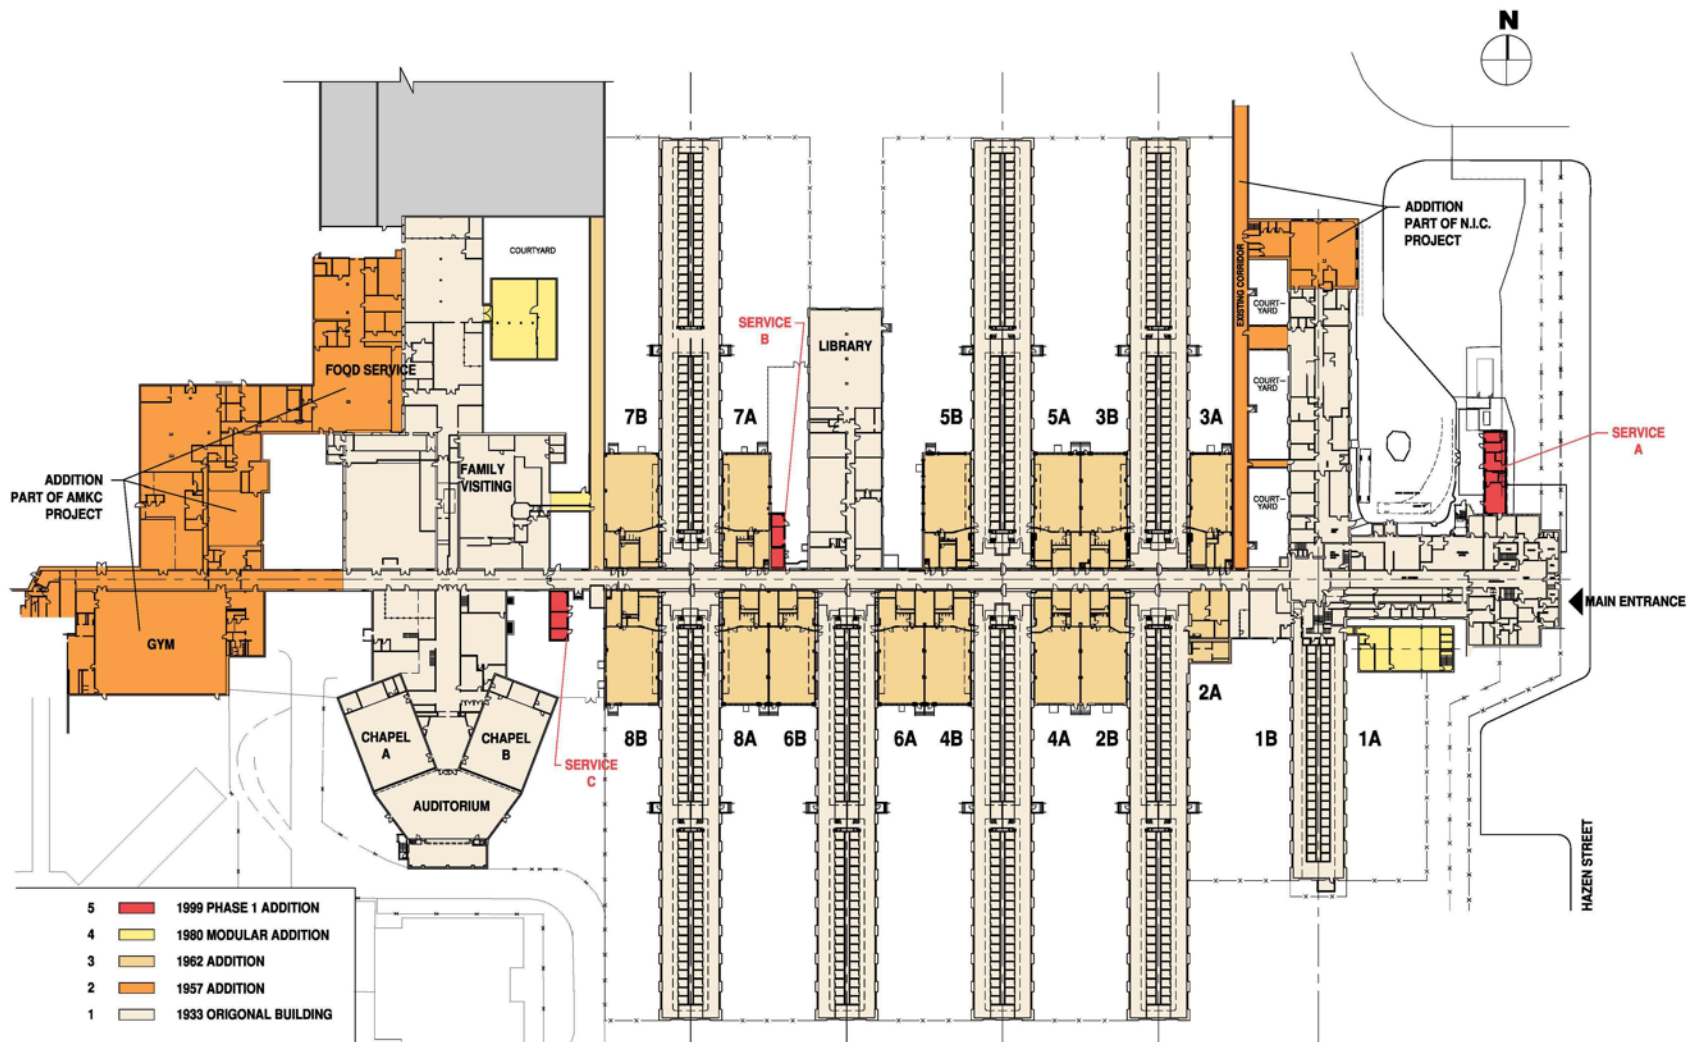 N
ADDITION
PART OF N.I.C.
PROJECT
COURTYARD
EXISTING CORRIDOR
COURT-
YARD
SERVICE
B
LIBRARY
FOOD SERVICE
COURT-
YARD
7B
7A
5B
5A
3B
3A
SERVICE
A
FAMILY
VISITING
ADDITION
PART OF AMKC
PROJECT
COURT-
YARD
MAIN ENTRANCE
GYM
2A
CHAPEL
A
CHAPEL
B
8B
8A
6B
6A
4B
4A
2B
1B
1A
SERVICE
C
AUDITORIUM
HAZEN STREET
5 1999 PHASE 1 ADDITION
4 1980 MODULAR ADDITION
3 1962 ADDITION
2 1957 ADDITION
1 1933 ORIGONAL BUILDING